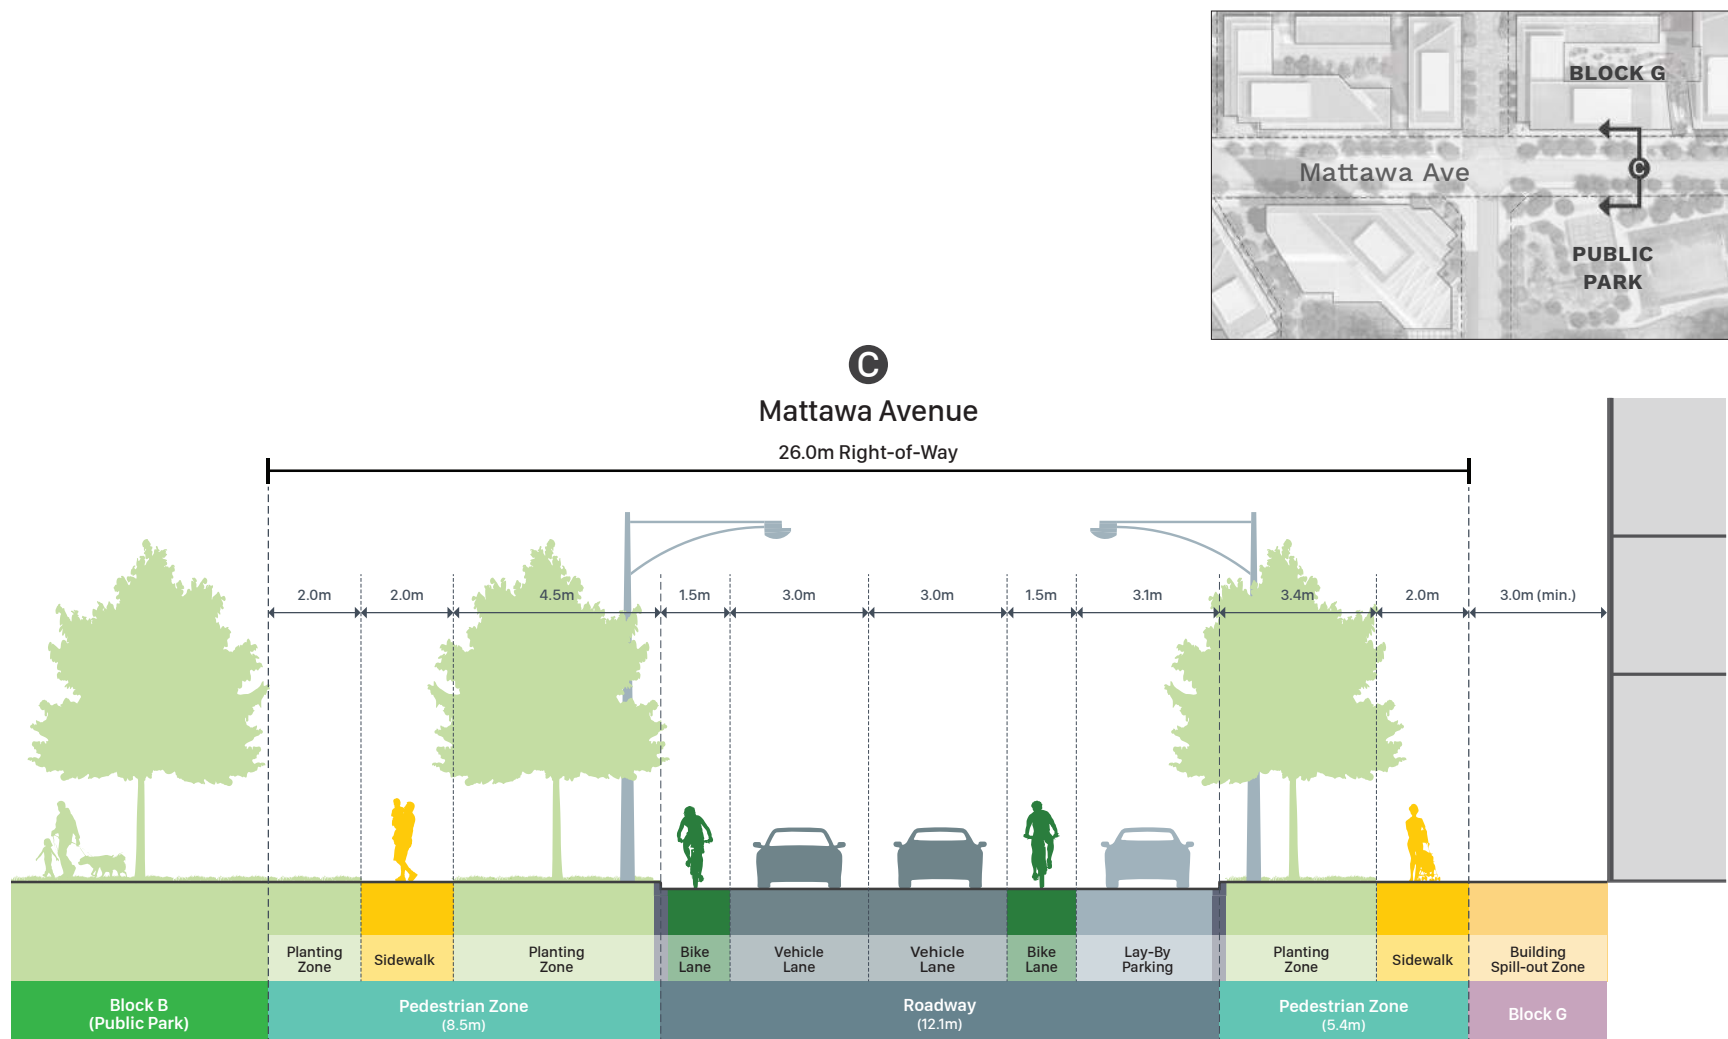 BLOCK G
Mattawa Ave
C
PUBLIC
PARK
C
Mattawa Avenue
26.0m Right-of-Way
2.0m
2.0m
4.5m
1.5m
3.0m
3.0m
1.5m
3.1m
3.4m
2.0m
3.0m (min.)
Planting
Zone
Sidewalk
Planting
Zone
Bike
Lane
Vehicle
Lane
Vehicle
Lane
Bike
Lane
Lay-By
Parking
Planting
Zone
Sidewalk
Building
Spill-out Zone
Block B
(Public Park)
Pedestrian Zone
(8.5m)
Roadway
(12.1m)
Pedestrian Zone
(5.4m)
Block G